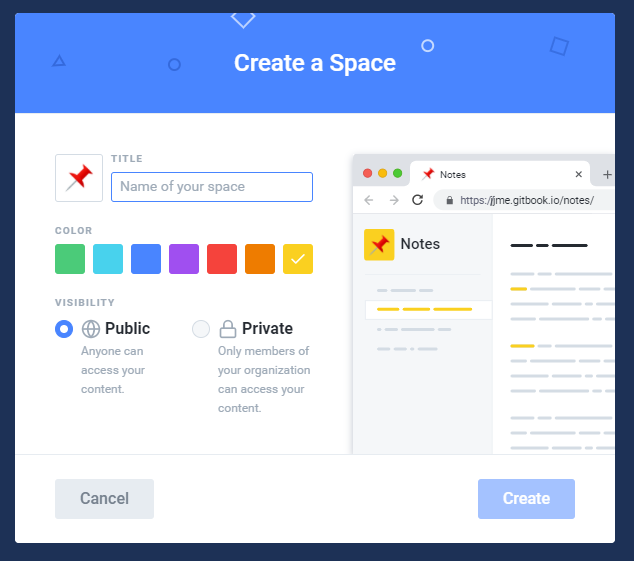 Create a Space
TITLE
Name of your space
COLOR
VISIBILITY
Public
Anyone can
access your
content.
Private
Only members of
your organization
can access your
content.
Notes
https://jjme.gitbook.io/notes/
Notes
Cancel
Create